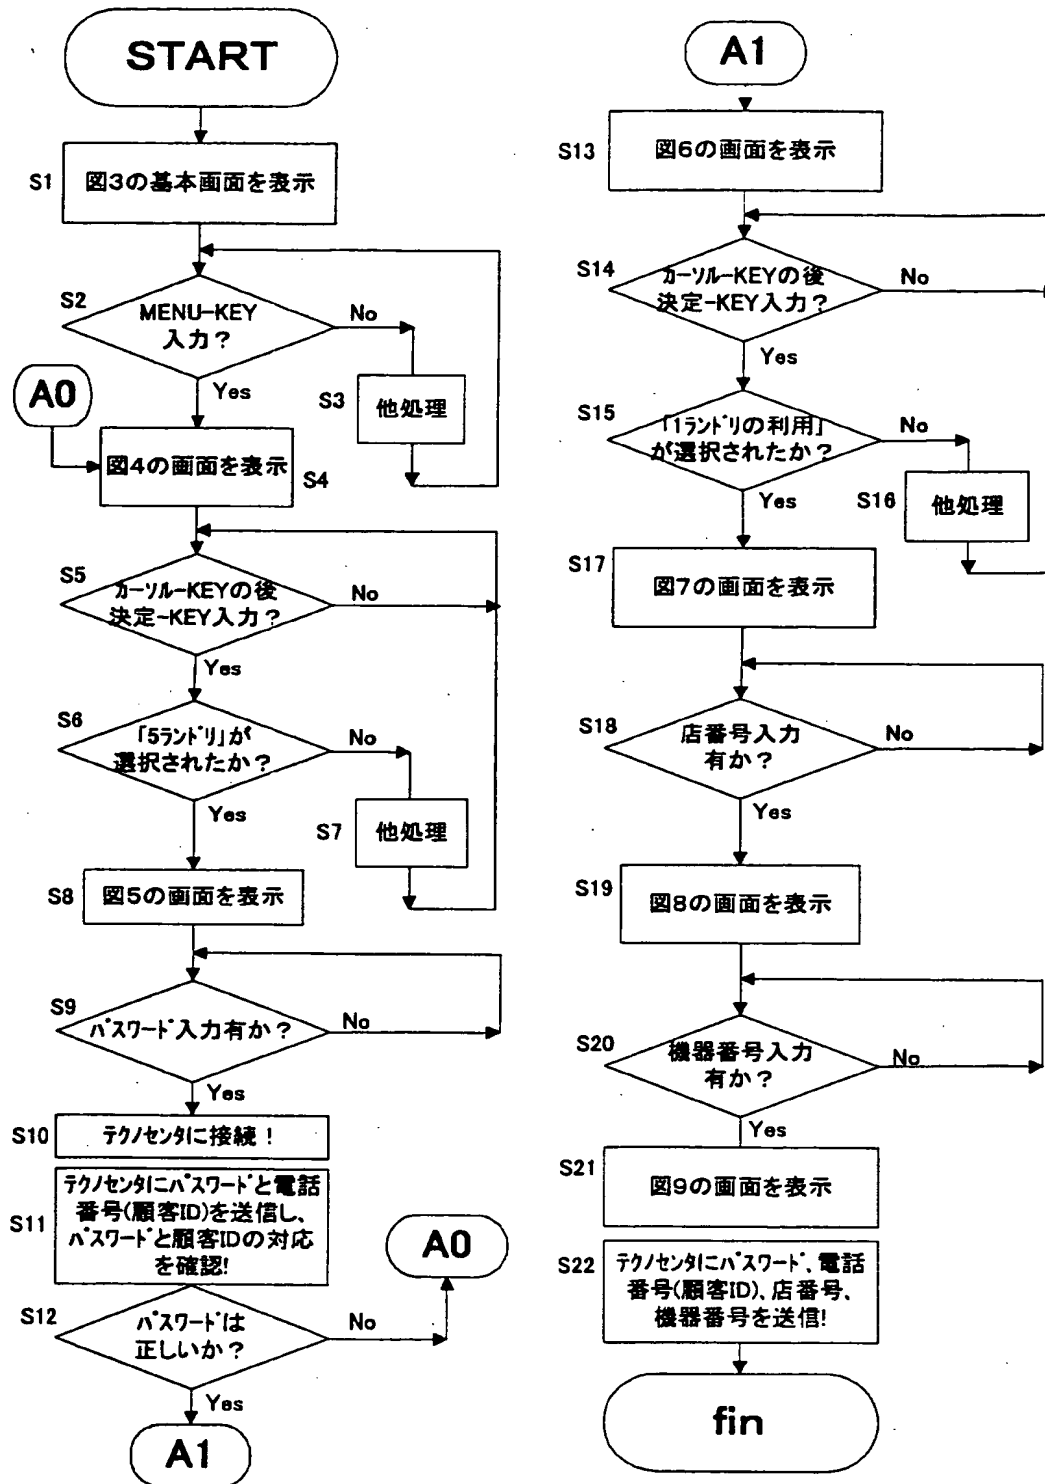 START
S1
図3の基本画面を表示
S2
MENU-KEY
入力?
No
Yes
S3
他処理
A0
図4の画面を表示
S4
S5
カーソル-KEYの後
決定-KEY入力?
No
Yes
S6
「5ランドリ」が
選択されたか?
No
Yes
S7
他処理
S8
図5の画面を表示
S9
パスワード入力有か?
No
Yes
S10
テクノセンタに接続!
S11
テクノセンタにパスワードと電話
番号(顧客ID)を送信し、
パスワードと顧客IDの対応
を確認!
A0
S12
パスワードは
正しいか?
No
Yes
A1
A1
S13
図6の画面を表示
S14
カーソル-KEYの後
決定-KEY入力?
No
Yes
S15
「1ランドリの利用」
が選択されたか?
No
Yes
S16
他処理
S17
図7の画面を表示
S18
店番号入力
有か?
No
Yes
S19
図8の画面を表示
S20
機器番号入力
有か?
No
Yes
S21
図9の画面を表示
S22
テクノセンタにパスワード、電話
番号(顧客ID)、店番号、
機器番号を送信!
fin